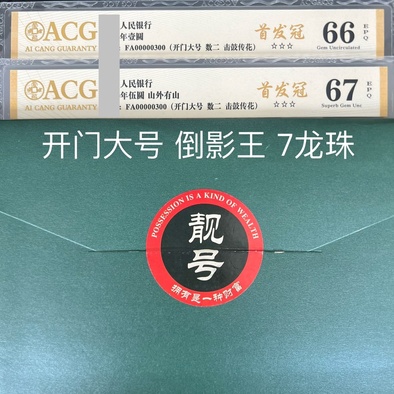 ACG
AI CANG GUARANTY
人民银行
年壹圆
FA00000300（开门大号 数二 击鼓传花）
首发冠
☆☆☆
66
EPQ
Gem Uncirculated
ACG
AI CANG GUARANTY
人民银行
年伍圆 山外有山
FA00000300（开门大号 数二 击鼓传花）
首发冠
☆☆☆
67
EPQ
Superb Gem Unc
开门大号 倒影王 7龙珠
POSSESSION IS A KIND OF WEALTH
靓号
拥有是一种财富